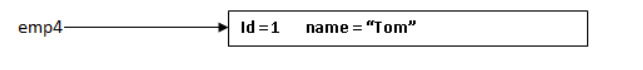 emp4 Id =1 name = “Tom”